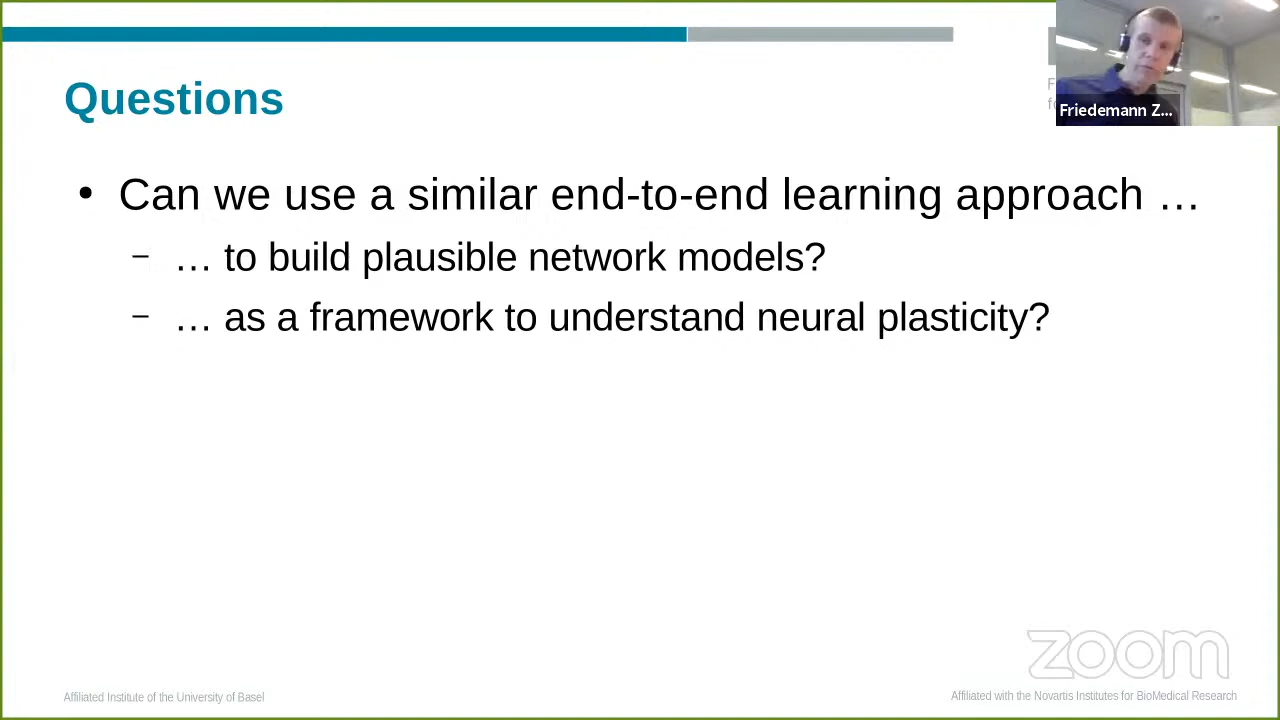 Questions
Friedemann Z...
• Can we use a similar end-to-end learning approach …
– … to build plausible network models?
– … as a framework to understand neural plasticity?
zoom
Affiliated Institute of the University of Basel
Affiliated with the Novartis Institutes for BioMedical Research